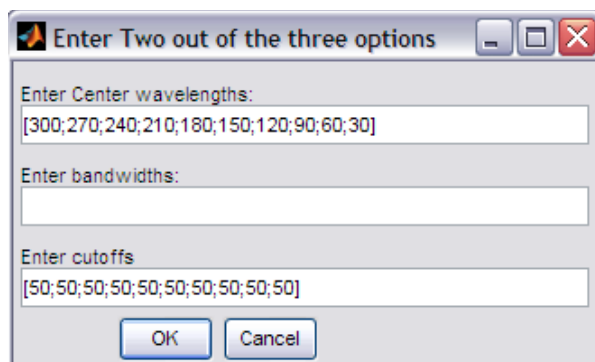 Enter Two out of the three options
Enter Center wavelengths:
[300;270;240;210;180;150;120;90;60;30]
Enter bandwidths:
Enter cutoffs
[50;50;50;50;50;50;50;50;50;50]
OK
Cancel